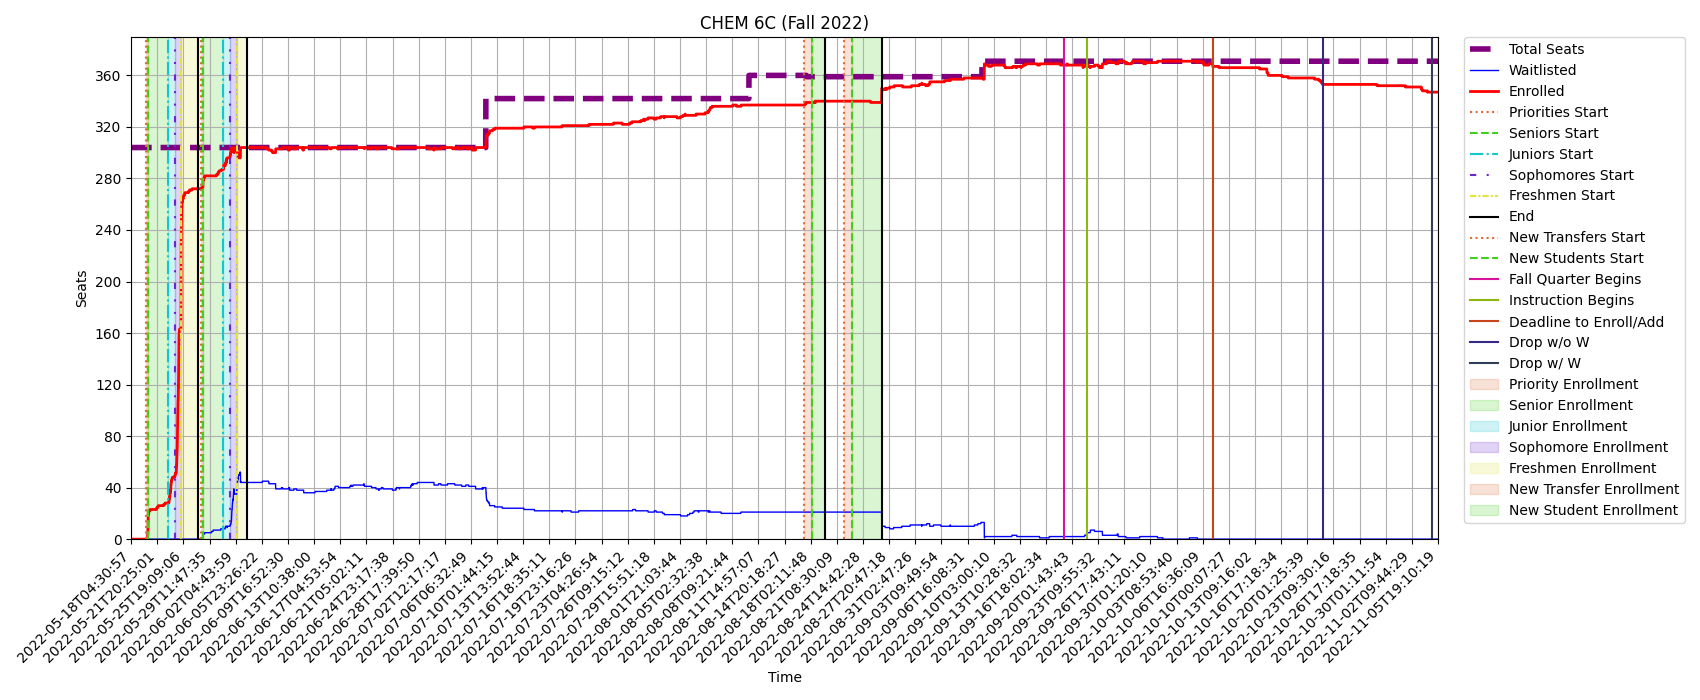 CHEM 6C (Fall 2022)
Seats
360
320
280
240
200
160
120
80
40
0
2022-05-18T04:30:57
2022-05-21T20:25:01
2022-05-25T19:09:06
2022-05-29T11:47:35
2022-06-02T04:43:59
2022-06-05T23:26:22
2022-06-09T16:52:30
2022-06-13T10:38:00
2022-06-17T04:53:54
2022-06-21T05:02:11
2022-06-24T23:17:38
2022-06-28T17:39:50
2022-07-02T12:17:17
2022-07-06T06:32:49
2022-07-10T01:44:15
2022-07-13T13:52:44
2022-07-16T18:35:11
2022-07-19T23:16:26
2022-07-23T04:26:54
2022-07-26T09:15:12
2022-07-29T15:51:18
2022-08-01T21:03:44
2022-08-05T02:32:38
2022-08-08T09:21:44
2022-08-11T14:57:07
2022-08-14T20:18:27
2022-08-18T02:11:48
2022-08-21T08:30:09
2022-08-24T14:42:28
2022-08-27T20:47:18
2022-08-31T02:47:26
2022-09-03T09:49:54
2022-09-06T16:08:31
2022-09-10T03:00:10
2022-09-13T10:28:32
2022-09-16T18:02:34
2022-09-20T01:43:43
2022-09-23T09:55:32
2022-09-26T17:43:11
2022-09-30T01:20:10
2022-10-03T08:53:40
2022-10-06T16:36:09
2022-10-10T00:07:27
2022-10-13T09:16:02
2022-10-16T17:18:34
2022-10-20T01:25:39
2022-10-23T09:30:16
2022-10-26T17:18:35
2022-10-30T01:11:54
2022-11-02T09:44:29
2022-11-05T19:10:19
Time
Total Seats
Waitlisted
Enrolled
Priorities Start
Seniors Start
Juniors Start
Sophomores Start
Freshmen Start
End
New Transfers Start
New Students Start
Fall Quarter Begins
Instruction Begins
Deadline to Enroll/Add
Drop w/o W
Drop w/ W
Priority Enrollment
Senior Enrollment
Junior Enrollment
Sophomore Enrollment
Freshmen Enrollment
New Transfer Enrollment
New Student Enrollment